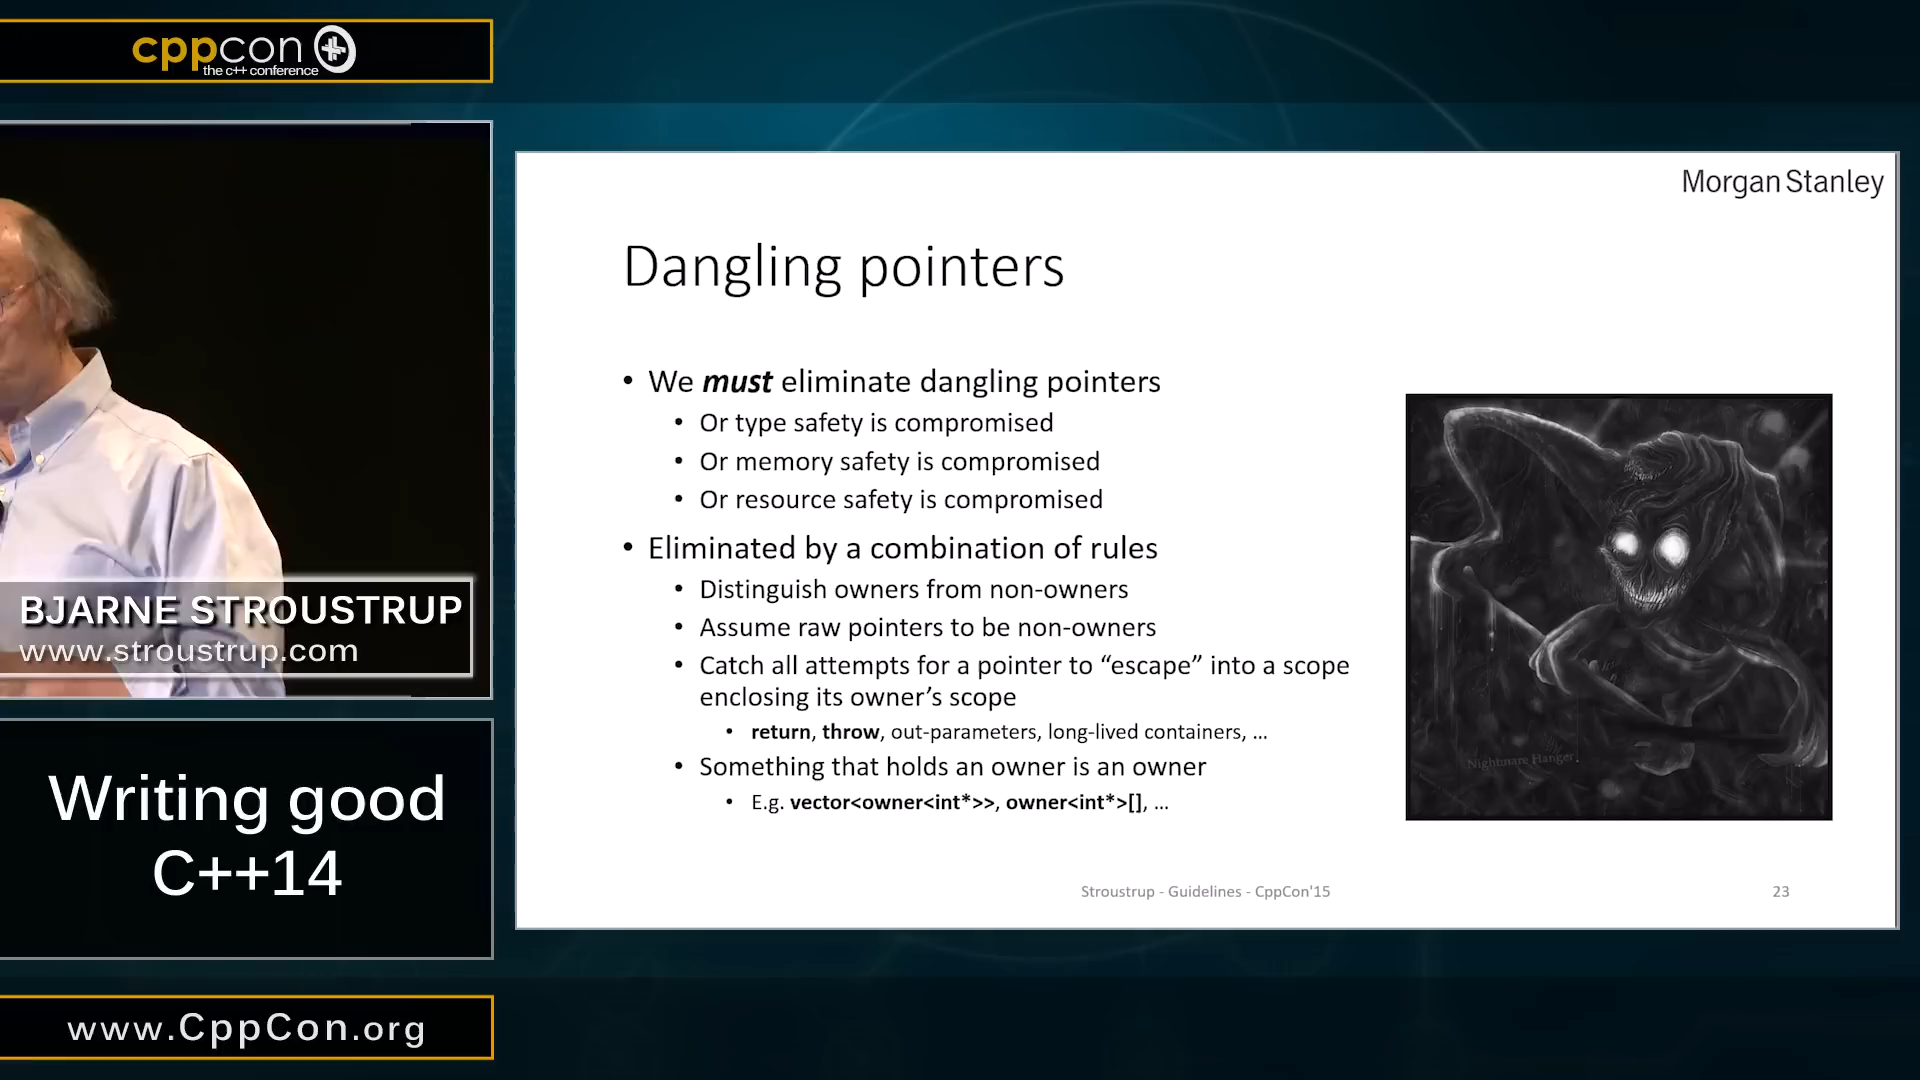 cppcon
the c++ conference
Morgan Stanley
Dangling pointers
• We must eliminate dangling pointers
• Or type safety is compromised
• Or memory safety is compromised
• Or resource safety is compromised
• Eliminated by a combination of rules
• Distinguish owners from non-owners
• Assume raw pointers to be non-owners
• Catch all attempts for a pointer to “escape” into a scope
enclosing its owner’s scope
• return, throw, out-parameters, long-lived containers, …
• Something that holds an owner is an owner
• E.g. vector<owner<int*>>, owner<int*>[], …
Nightmare Hanger.
Stroustrup - Guidelines - CppCon'15
23
BJARNE STROUSTRUP
www.stroustrup.com
Writing good
C++14
www.CppCon.org